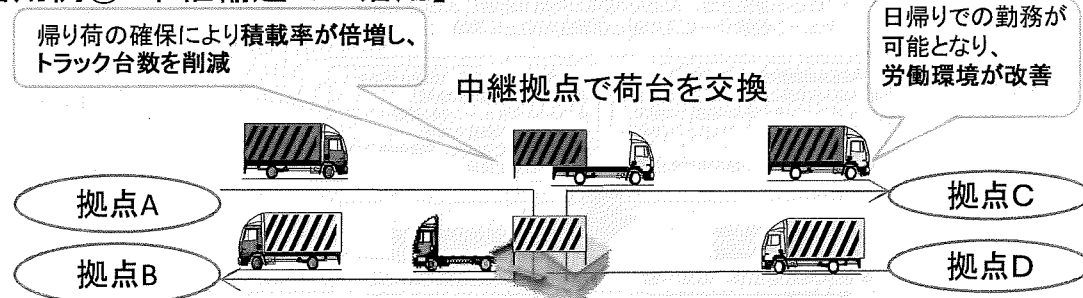 帰り荷の確保により積載率が倍増し、
トラック台数を削減
日帰りでの勤務が
可能となり、
労働環境が改善
中継拠点で荷台を交換
拠点A
拠点C
拠点B
拠点D